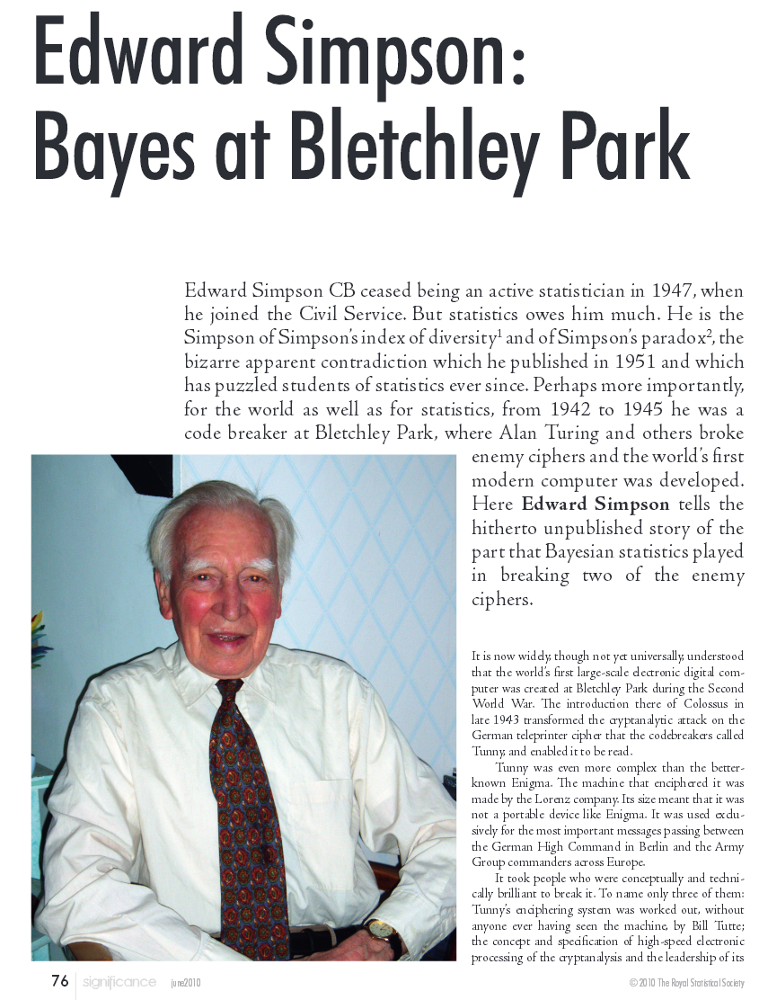 Edward Simpson:
Bayes at Bletchley Park
Edward Simpson CB ceased being an active statistician in 1947, when
he joined the Civil Service. But statistics owes him much. He is the
Simpson of Simpson's index of diversity¹ and of Simpson's paradox², the
bizarre apparent contradiction which he published in 1951 and which
has puzzled students of statistics ever since. Perhaps more importantly,
for the world as well as for statistics, from 1942 to 1945 he was a
code breaker at Bletchley Park, where Alan Turing and others broke
enemy ciphers and the world's first
modern computer was developed.
Here Edward Simpson tells the
hitherto unpublished story of the
part that Bayesian statistics played
in breaking two of the enemy
ciphers.
It is now widely, though not yet universally, understood
that the world's first large-scale electronic digital com-
puter was created at Bletchley Park during the Second
World War. The introduction there of Colossus in
late 1943 transformed the cryptanalytic attack on the
German teleprinter cipher that the codebreakers called
Tunny, and enabled it to be read.
Tunny was even more complex than the better-
known Enigma. The machine that enciphered it was
made by the Lorenz company. Its size meant that it was
not a portable device like Enigma. It was used exclu-
sively for the most important messages passing between
the German High Command in Berlin and the Army
Group commanders across Europe.
It took people who were conceptually and techni-
cally brilliant to break it. To name only three of them:
Tunny's enciphering system was worked out, without
anyone ever having seen the machine, by Bill Tutte;
the concept and specification of high-speed electronic
processing of the cryptanalysis and the leadership of its
76 significance june2010
© 2010 The Royal Statistical Society